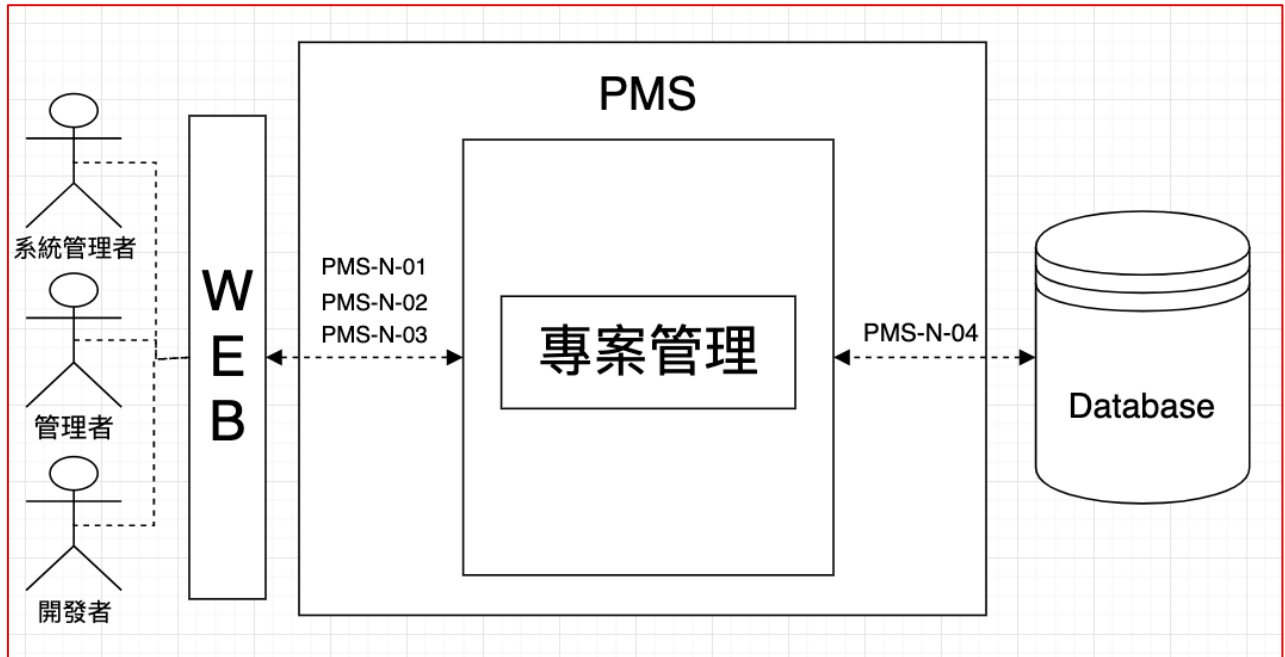 PMS
系統管理者
管理者
開發者
W
E
B
PMS-N-01
PMS-N-02
PMS-N-03
專案管理
PMS-N-04
Database